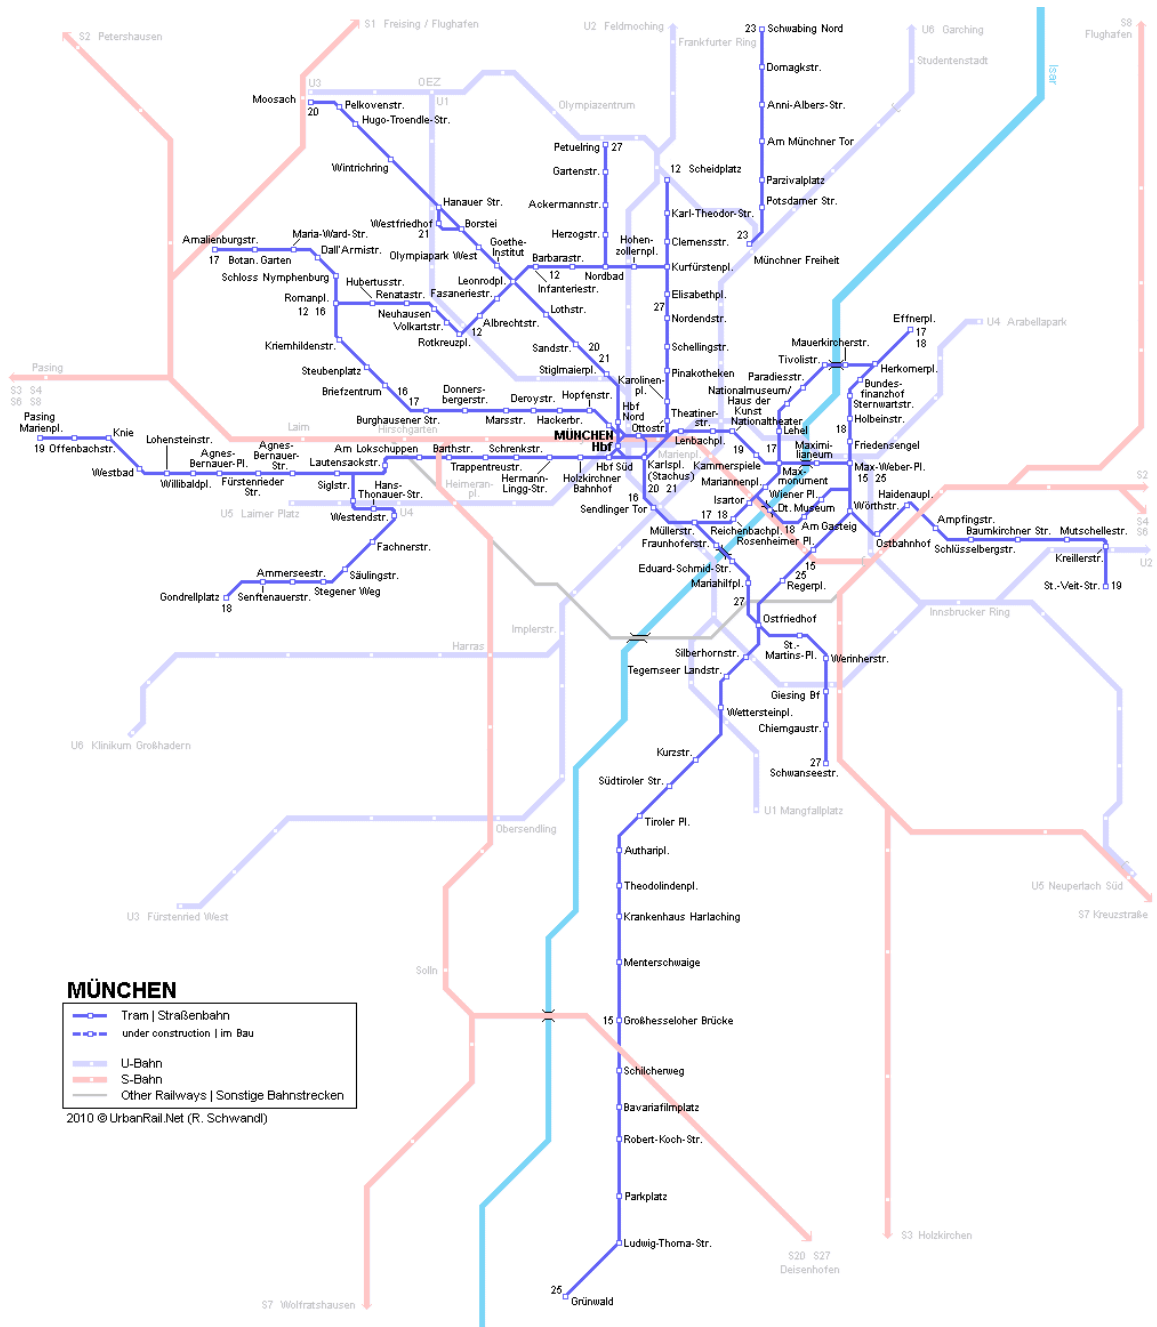 S1 Freising / Flughafen
S2 Petershausen
U2 Feldmoching
Frankfurter Ring
23 Schwabing Nord
U6 Garching
Studentenstadt
S8
Flughafen
Isar
Domagkstr.
Anni-Albers-Str.
Am Münchner Tor
Parzivalplatz
Potsdamer Str.
23
Münchner Freiheit
U3
OEZ
U1
Olympiazentrum
Moosach
20
Pelkovenstr.
Hugo-Troendle-Str.
Wintrichring
Hanauer Str.
Westfriedhof
21
Borstei
Olympiapark West
Goethe-
Institut
Leonrodpl.
Petuelring
27
Gartenstr.
Ackermannstr.
Herzogstr.
Hohen-
zollernpl.
Nordbad
12 Scheidplatz
Karl-Theodor-Str.
Clemensstr.
Kurfürstenpl.
Elisabethpl.
27
Nordendstr.
Schellingstr.
Pinakotheken
Karolinen-
pl.
Amalienburgstr.
17
Botan. Garten
Maria-Ward-Str.
Dall'Armistr.
Schloss Nymphenburg
Romanpl.
12 16
Hubertusstr.
Renatastr.
Neuhausen
Volkartstr.
Rotkreuzpl.
12
Fasaneriestr.
Albrechtstr.
Barbarastr.
12
Infanteriestr.
Lothstr.
Sandstr.
20
21
Stiglmaierpl.
Kriemhildenstr.
Steubenplatz
Briefzentrum
16
17
Burghausener Str.
Donners-
bergerstr.
Marsstr.
Deroystr.
Hackerbr.
Hopfenstr.
Hbf
Nord
Ottostr.
MÜNCHEN
Hbf
Hbf Süd
Theatiner-
str.
Lenbachpl.
Karlspl.
(Stachus)
20 21
Marienpl.
Effnerpl.
17
18
Mauerkircherstr.
Tivolistr.
Herkomerpl.
Paradiesstr.
Nationalmuseum/
Haus der
Kunst
Nationaltheater
17
Lehel
Bundes-
finanzhof
Sternwartstr.
Holbeinstr.
18
Friedensengel
Maximi-
lianeum
Max-Weber-Pl.
15 25
19
Kammerspiele
Max
monument
Mariannenpl.
Wiener Pl.
Isartor
Dt. Museum
Am Gasteig
Wörthstr.
17 18
Reichenbachpl.
18
Rosenheimer Pl.
U4 Arabellapark
Pasing
S3 S4
S6 S8
Pasing
Marienpl.
19
Offenbachstr.
Knie
Westbad
Lohensteinstr.
Willibaldpl.
Agnes-
Bernauer-Pl.
Fürstenrieder
Str.
Agnes-
Bernauer-
Str.
Lautensackstr.
Am Lokschuppen
Laim
Hirschgarten
Barthstr.
Trappentreustr.
Schrenkstr.
Hermann-
Lingg-Str.
Holzkirchner
Bahnhof
Heimeran-
pl.
Siglstr.
Hans-
Thonauer-Str.
U5 Laimer Platz
U4
Westendstr.
Fachnerstr.
Säulingstr.
Stegener Weg
Ammerseestr.
Senftenauerstr.
Gondrellplatz
18
16
Sendlinger Tor
Müllerstr.
Fraunhoferstr.
Eduard-Schmid-Str.
Mariahilfpl.
27
15
25
Regerpl.
Ostfriedhof
Haidenaupl.
Ostbahnhof
Ampfingstr.
Schlüsselbergstr.
Baumkirchner Str.
Mutschellestr.
Kreillerstr.
St.-Veit-Str.
19
S2
S4
S6
U2
Innsbrucker Ring
Silberhornstr.
Tegernseer Landstr.
Wettersteinpl.
St.-
Martins-Pl.
Werinherstr.
Giesing Bf
Chiemgaustr.
27
Schwanseestr.
Implerstr.
Harras
U6 Klinikum Großhadern
Kurzstr.
Südtiroler Str.
Tiroler Pl.
U1 Mangfallplatz
Obersendling
U3 Fürstenried West
Autharipl.
Theodolindenpl.
Krankenhaus Harlaching
Menterschwaige
15
Großhesseloher Brücke
Schilcherweg
Bavariafilmplatz
Robert-Koch-Str.
Parkplatz
Ludwig-Thoma-Str.
25
Grünwald
U5 Neuperlach Süd
S7 Kreuzstraße
Solln
S3 Holzkirchen
S20 S27
Deisenhofen
S7 Wolfratshausen
MÜNCHEN
Tram | Straßenbahn
under construction | im Bau
U-Bahn
S-Bahn
Other Railways | Sonstige Bahnstrecken
2010 © UrbanRail.Net (R. Schwandl)